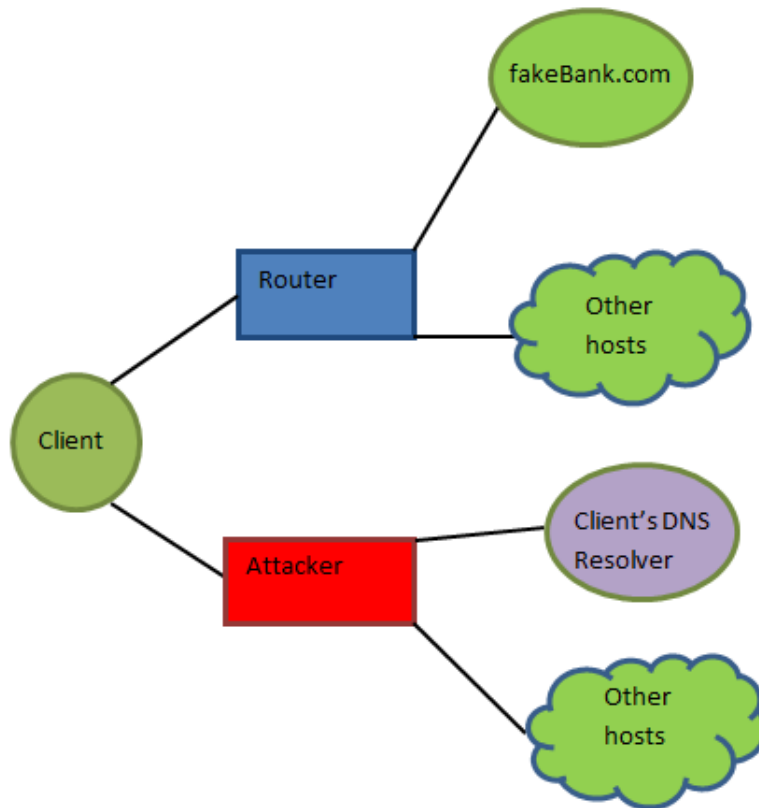 fakeBank.com
Router
Other
hosts
Client
Client's DNS
Resolver
Attacker
Other
hosts